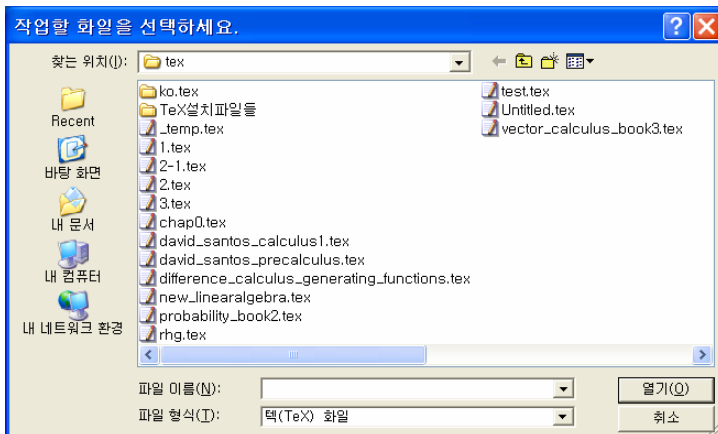 작업할 화일을 선택하세요.
찾는 위치(I):
tex
Recent
바탕 화면
내 문서
내 컴퓨터
내 네트워크 환경
ko.tex
TeX설치파일들
_temp.tex
1.tex
2-1.tex
2.tex
3.tex
chap0.tex
david_santos_calculus1.tex
david_santos_precalculus.tex
difference_calculus_generating_functions.tex
new_linearalgebra.tex
probability_book2.tex
rhg.tex
test.tex
Untitled.tex
vector_calculus_book3.tex
파일 이름(N):
열기(O)
파일 형식(T):
텍(TeX) 화일
취소